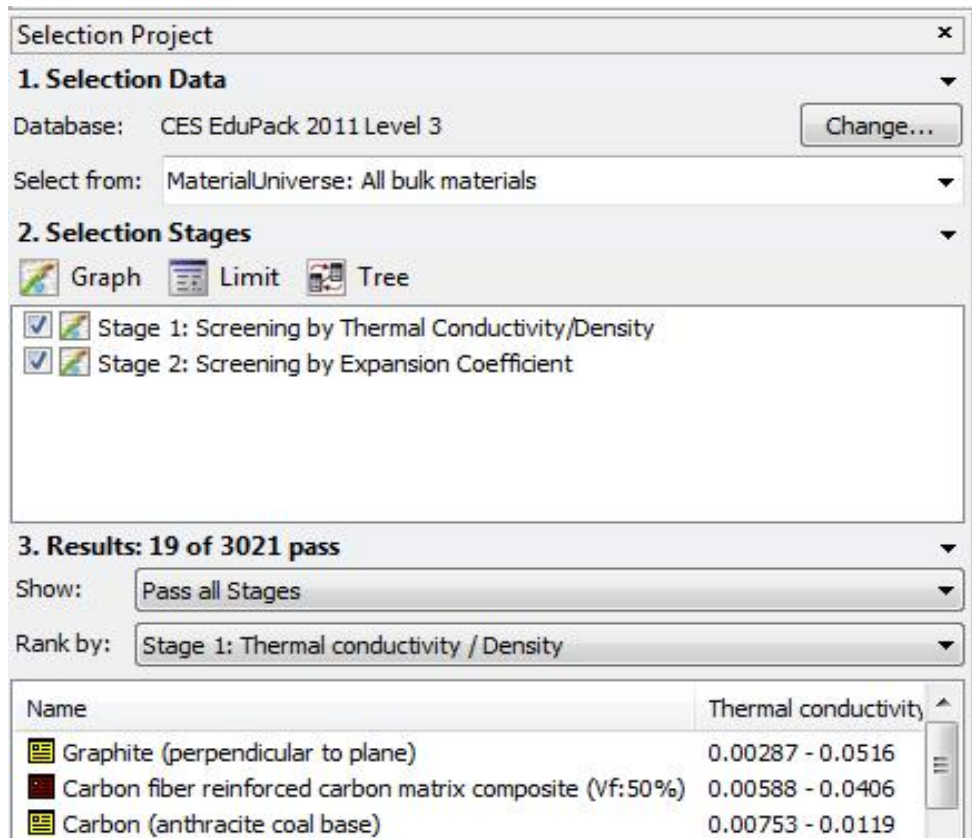 Selection Project x
1. Selection Data
Database: CES EduPack 2011 Level 3 Change...
Select from: MaterialUniverse: All bulk materials
2. Selection Stages
Graph Limit Tree
Stage 1: Screening by Thermal Conductivity/Density
Stage 2: Screening by Expansion Coefficient
3. Results: 19 of 3021 pass
Show: Pass all Stages
Rank by: Stage 1: Thermal conductivity / Density
Name Thermal conductivity
Graphite (perpendicular to plane) 0.00287 - 0.0516
Carbon fiber reinforced carbon matrix composite (Vf:50%) 0.00588 - 0.0406
Carbon (anthracite coal base) 0.00753 - 0.0119